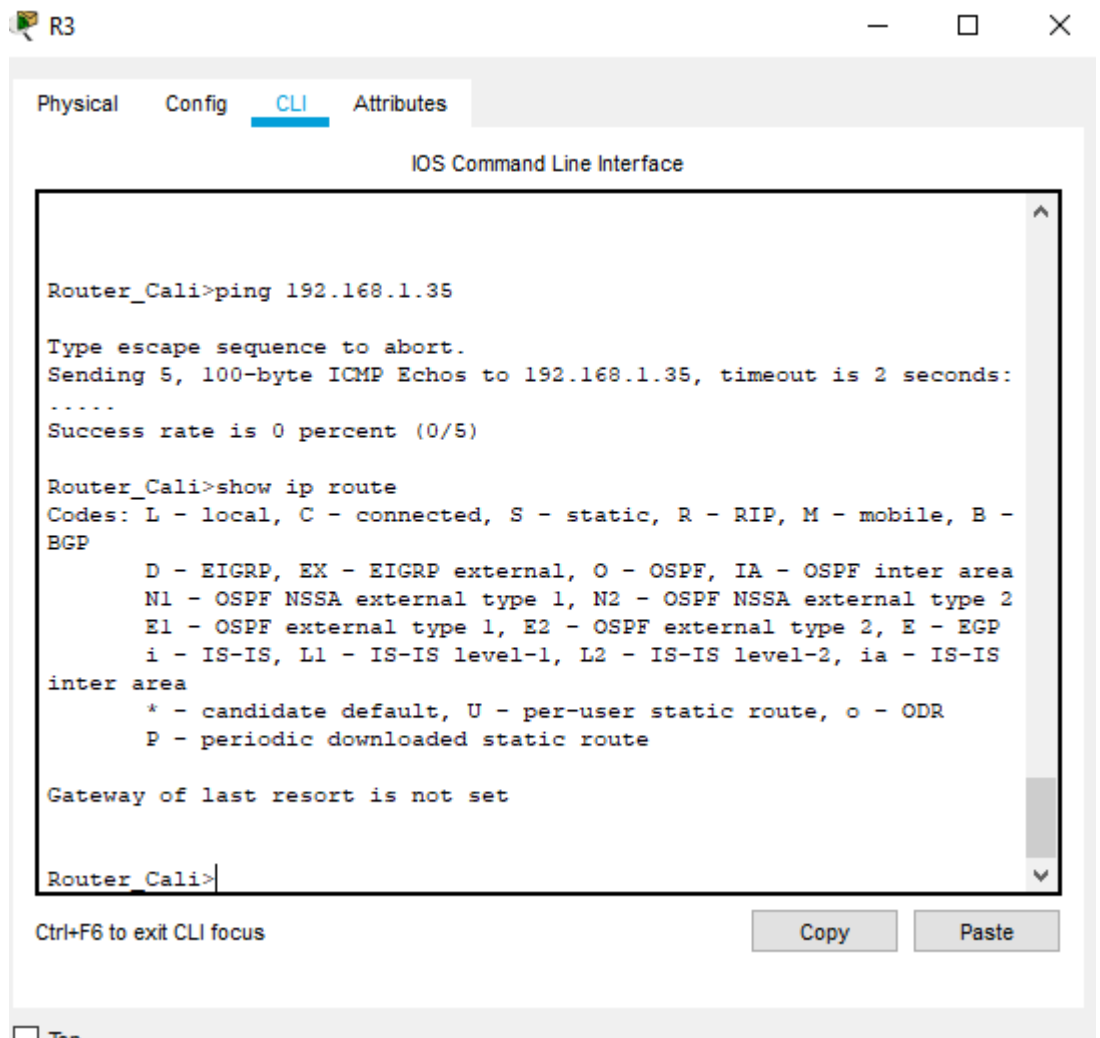 R3
Physical Config CLI Attributes
IOS Command Line Interface
Router_Cali>ping 192.168.1.35
Type escape sequence to abort.
Sending 5, 100-byte ICMP Echos to 192.168.1.35, timeout is 2 seconds:
.....
Success rate is 0 percent (0/5)
Router_Cali>show ip route
Codes: L - local, C - connected, S - static, R - RIP, M - mobile, B -
BGP
D - EIGRP, EX - EIGRP external, O - OSPF, IA - OSPF inter area
N1 - OSPF NSSA external type 1, N2 - OSPF NSSA external type 2
E1 - OSPF external type 1, E2 - OSPF external type 2, E - EGP
i - IS-IS, L1 - IS-IS level-1, L2 - IS-IS level-2, ia - IS-IS
inter area
* - candidate default, U - per-user static route, o - ODR
P - periodic downloaded static route
Gateway of last resort is not set
Router_Cali>
Ctrl+F6 to exit CLI focus
Copy Paste